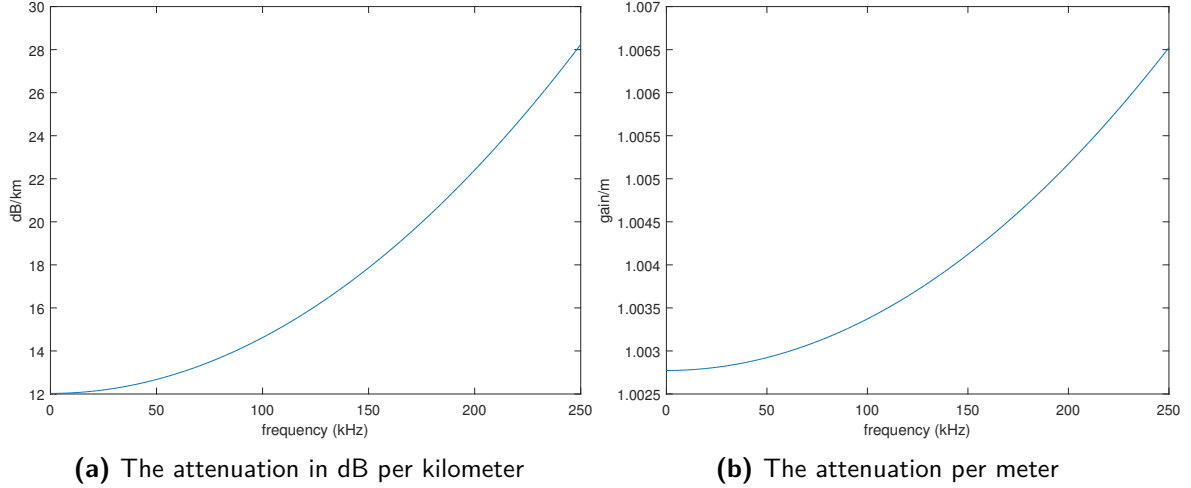 30
28
26
24
22
20
18
16
14
12
dB/km
0 50 100 150 200 250
frequency (kHz)
(a) The attenuation in dB per kilometer
1.007
1.0065
1.006
1.0055
1.005
1.0045
1.004
1.0035
1.003
1.0025
gain/m
0 50 100 150 200 250
frequency (kHz)
(b) The attenuation per meter